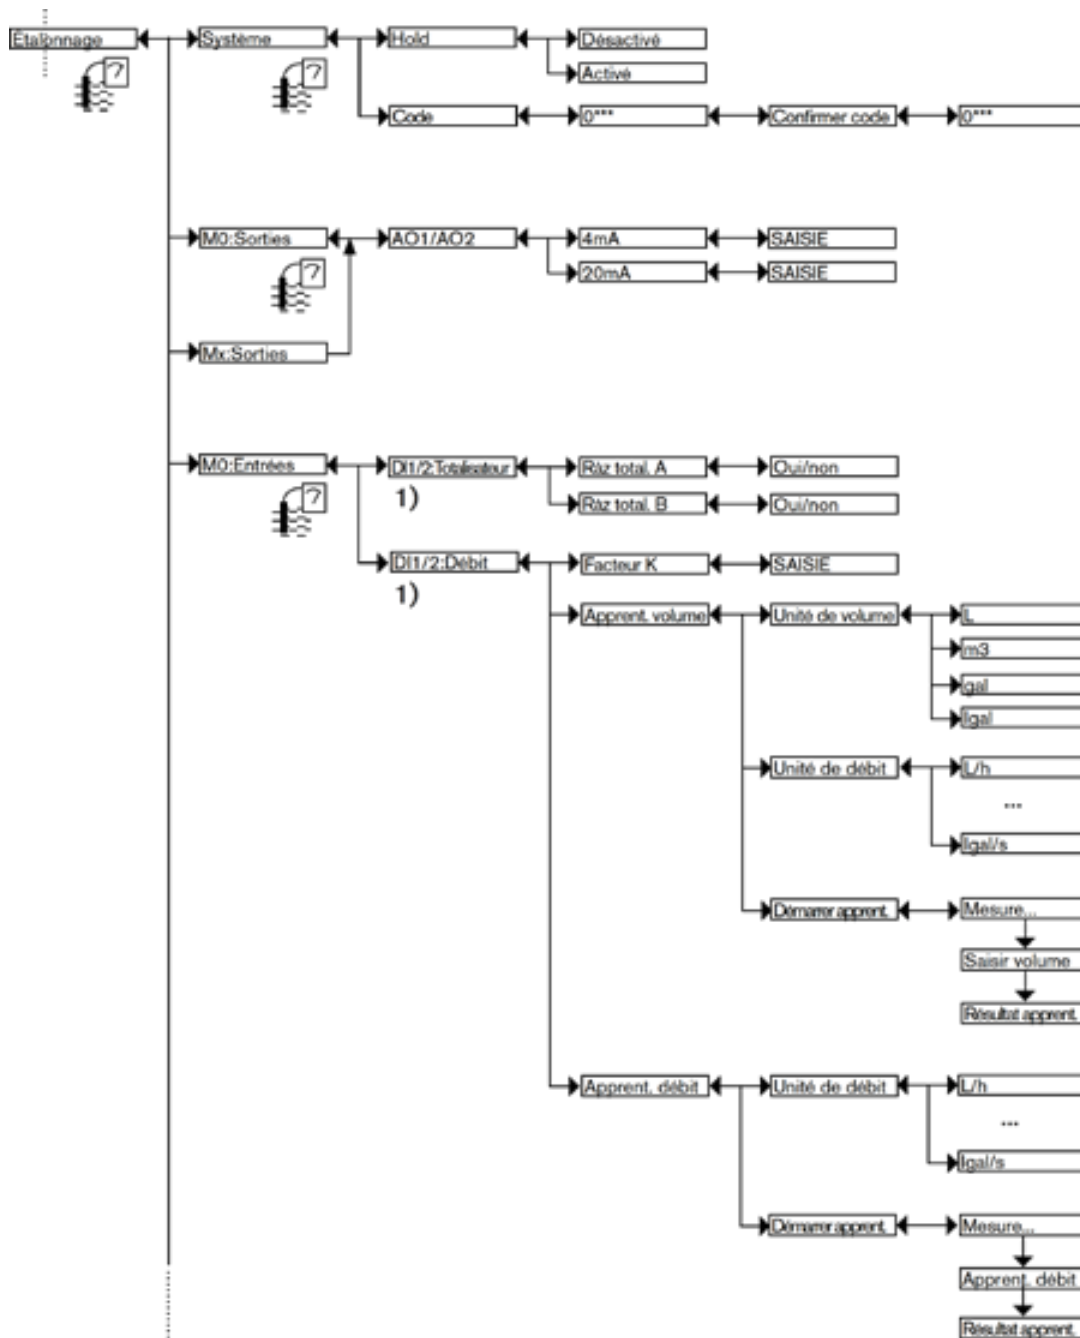 Étalonnage Système Hold Désactivé
Activé
Code 0*** Confirmer code 0***
M0:Sorties AO1/AO2 4mA SAISIE
20mA SAISIE
Mx:Sorties
M0:Entrées DI1/2:Totalisateur Ràz total. A Oui/non
1) Ràz total. B Oui/non
DI1/2:Débit Facteur K SAISIE
1)
Apprent. volume Unité de volume L
m3
gal
Igal
Unité de débit L/h
...
Igal/s
Démarrer apprent. Mesure...
Saisir volume
Résultat apprent.
Apprent. débit Unité de débit L/h
...
Igal/s
Démarrer apprent. Mesure...
Apprent. débit
Résultat apprent.